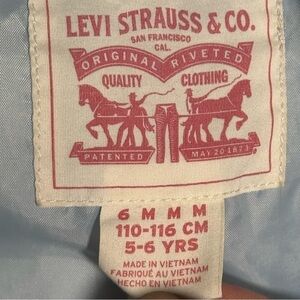 LEVI STRAUSS & CO.
SAN FRANCISCO
CAL.
ORIGINAL RIVETED
QUALITY CLOTHING
PATENTED MAY 20 1873
6 M M M
110-116 CM
5-6 YRS
MADE IN VIETNAM
FABRIQUÉ AU VIETNAM
HECHO EN VIETNAM